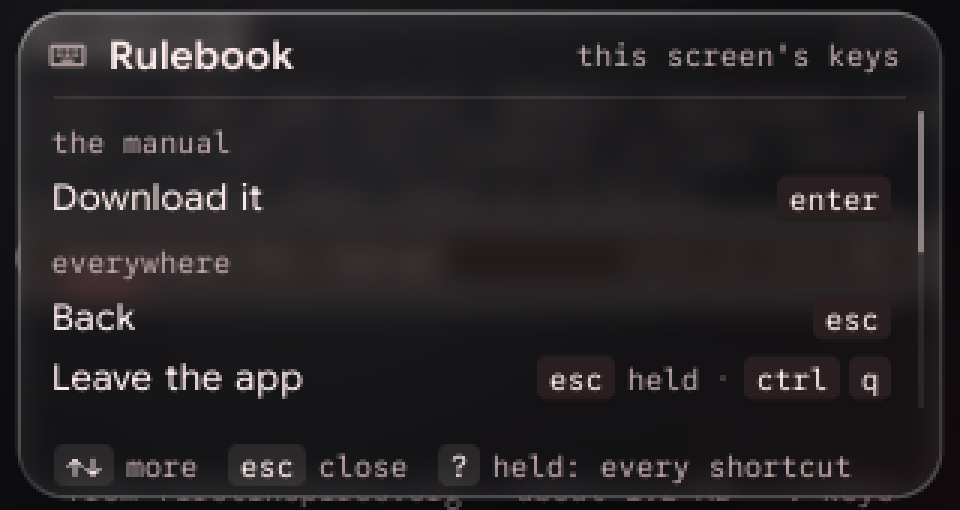 Rulebook this screen's keys
the manual
Download it enter
everywhere
Back esc
Leave the app esc held · ctrl q
↑↓ more esc close ? held: every shortcut